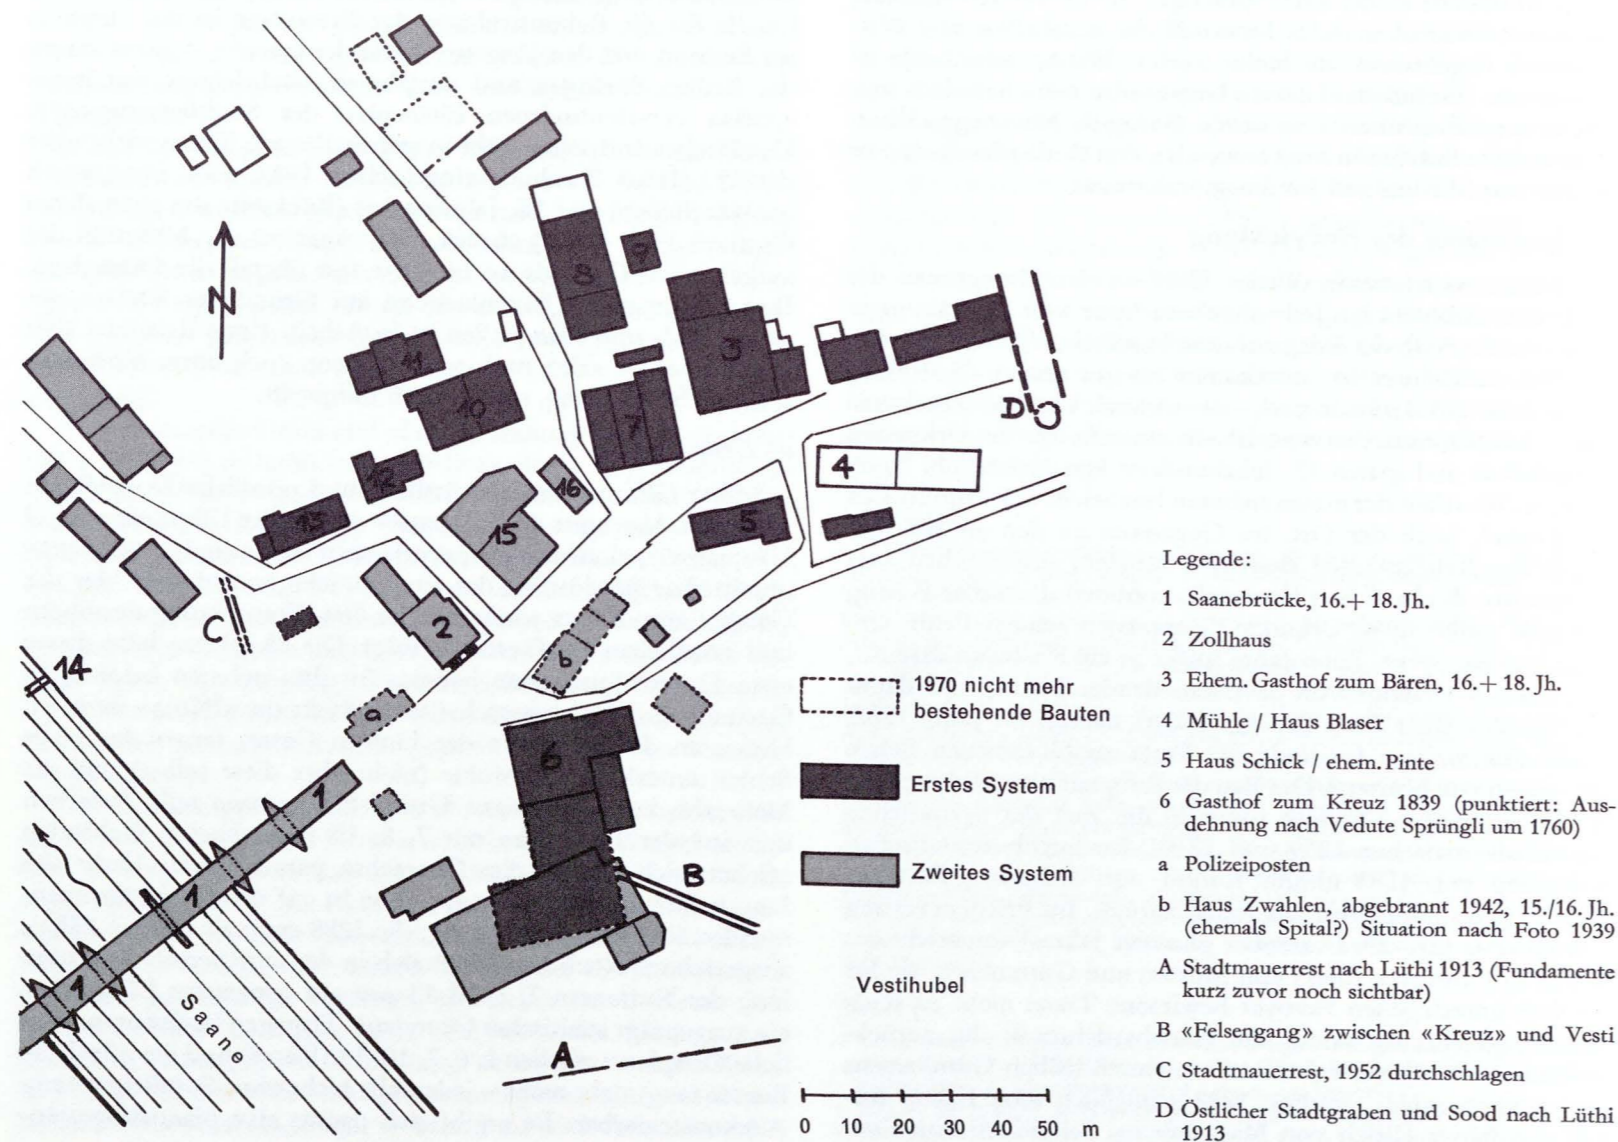 N
8
9
11
3
10
7
D
12
16
4
13
15
5
C
2
b
14
a
6
1
1
B
1
Saane
Vestihubel
A
0 10 20 30 40 50 m
1970 nicht mehr
bestehende Bauten
Erstes System
Zweites System
Legende:
1 Saanebrücke, 16.+ 18. Jh.
2 Zollhaus
3 Ehem. Gasthof zum Bären, 16.+ 18. Jh.
4 Mühle / Haus Blaser
5 Haus Schick / ehem. Pinte
6 Gasthof zum Kreuz 1839 (punktiert: Aus-
dehnung nach Vedute Sprüngli um 1760)
a Polizeiposten
b Haus Zwahlen, abgebrannt 1942, 15./16. Jh.
(ehemals Spital?) Situation nach Foto 1939
A Stadtmauerrest nach Lüthi 1913 (Fundamente
kurz zuvor noch sichtbar)
B «Felsengang» zwischen «Kreuz» und Vesti
C Stadtmauerrest, 1952 durchschlagen
D Östlicher Stadtgraben und Sood nach Lüthi
1913